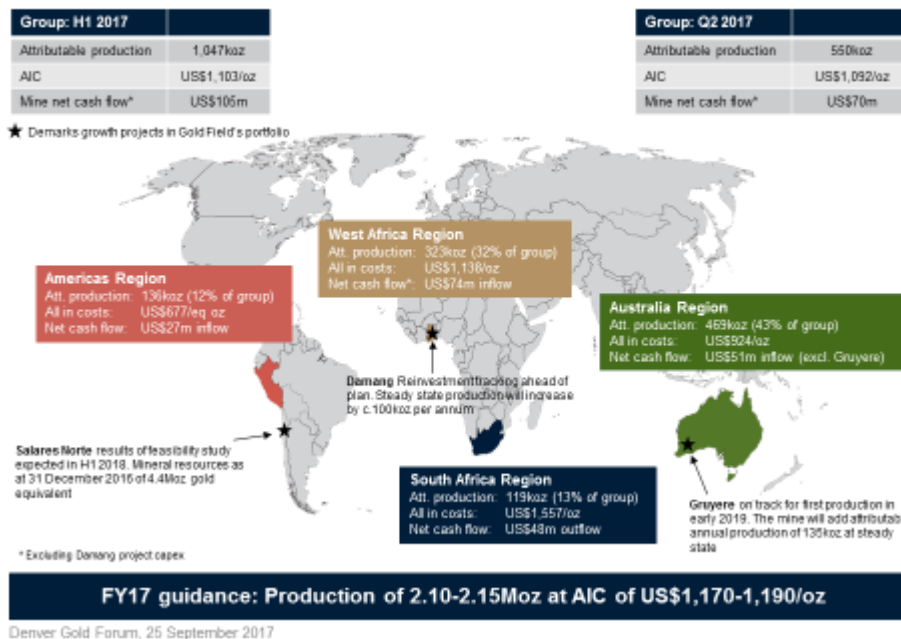 Group: H1 2017
Attributable production 1,047koz
AIC US$1,103/oz
Mine net cash flow* US$105m
Group: Q2 2017
Attributable production 550koz
AIC US$1,092/oz
Mine net cash flow* US$70m
Demarks growth projects in Gold Field's portfolio
West Africa Region
Att. production: 323koz (32% of group)
All in costs: US$1,138/oz
Net cash flow*: US$74m inflow
Americas Region
Att. production: 136koz (12% of group)
All in costs: US$677/eq oz
Net cash flow: US$27m inflow
Australia Region
Att. production: 469koz (43% of group)
All in costs: US$924/oz
Net cash flow: US$51m inflow (excl. Gruyere)
Damang Reinvestment tracking ahead of
plan. Steady state production will increase
by c.100koz per annum
Salares Norte results of feasibility study
expected in H1 2018. Mineral resources as
at 31 December 2016 of 4.4Moz gold
equivalent
South Africa Region
Att. production: 119koz (13% of group)
All in costs: US$1,557/oz
Net cash flow: US$48m outflow
Gruyere on track for first production in
early 2019. The mine will add attributab
annual production of 135koz at steady
state
* Excluding Damang project capex
FY17 guidance: Production of 2.10-2.15Moz at AIC of US$1,170-1,190/oz
Denver Gold Forum, 25 September 2017